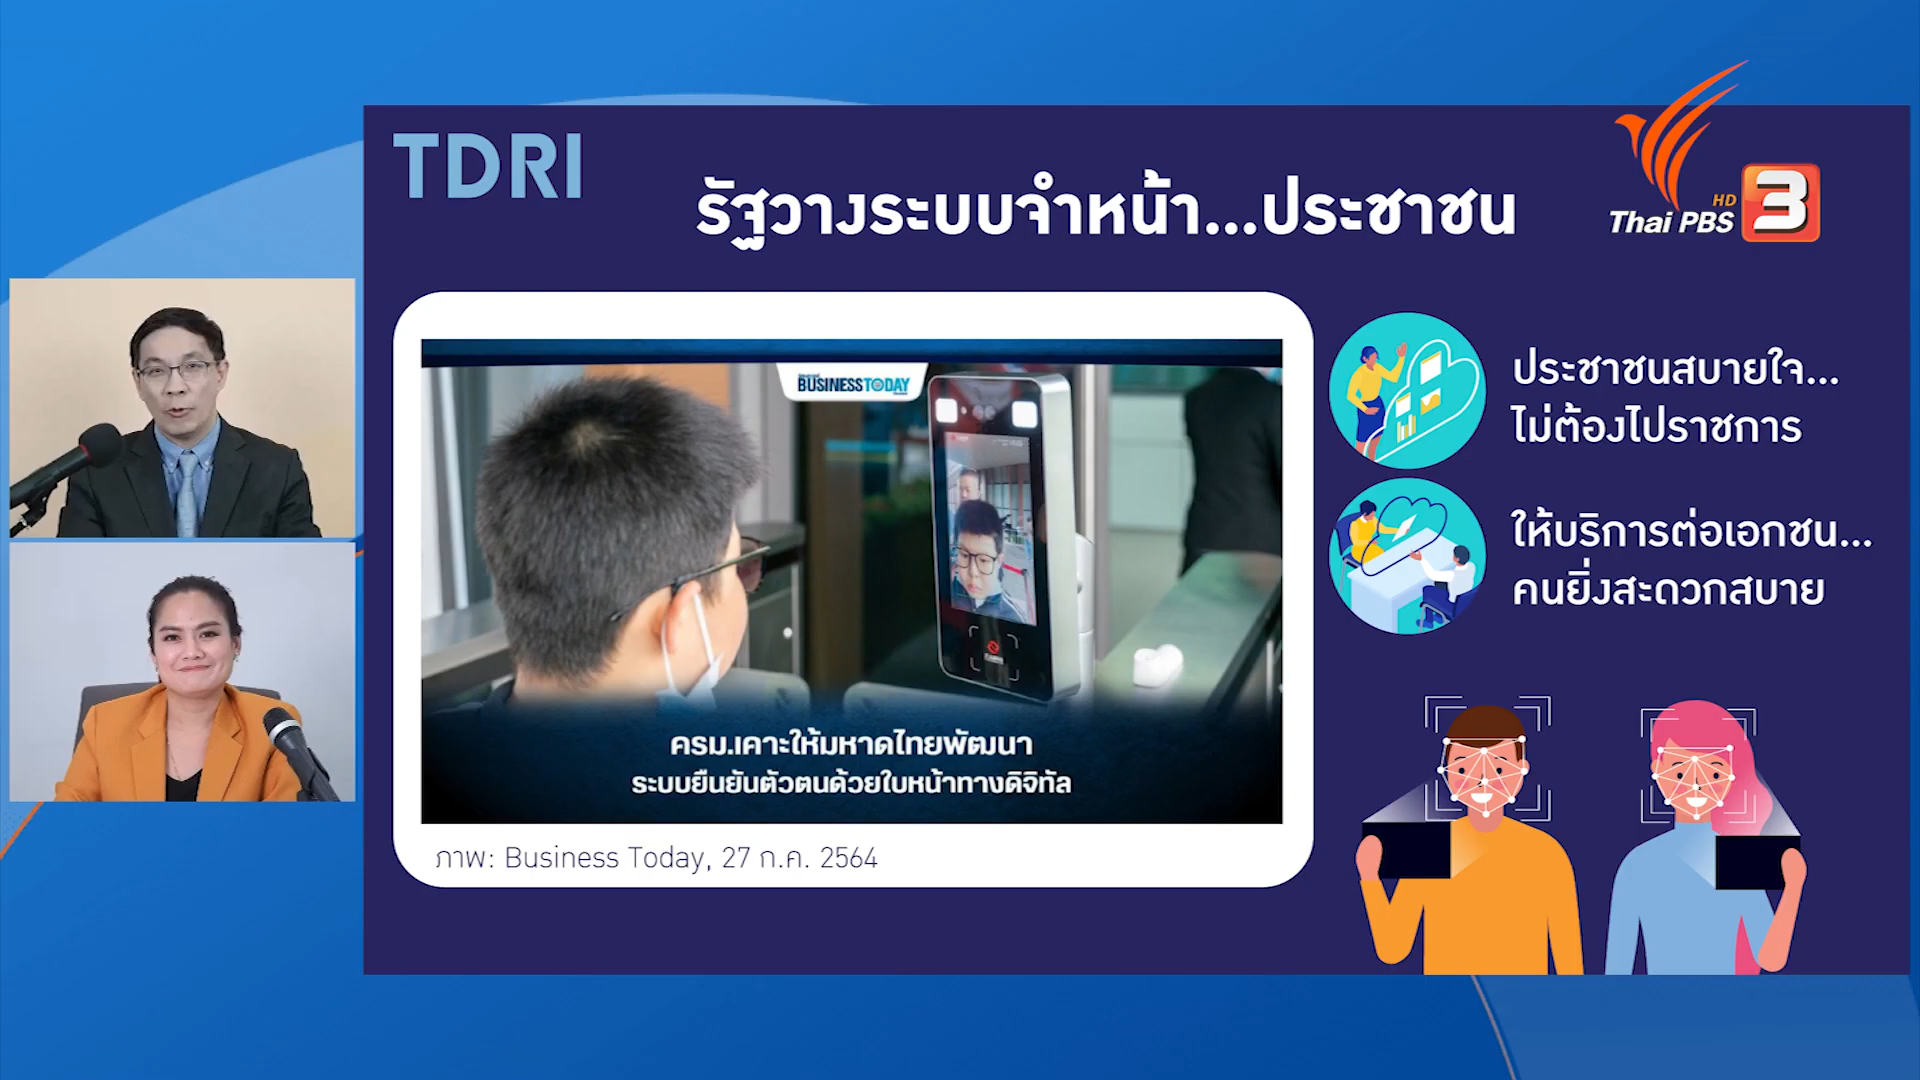 TDRI
รัฐวางระบบจำหน้า...ประชาชน
HD
Thai PBS 3
BUSINESS TODAY
ประชาชนสบายใจ...
ไม่ต้องไปราชการ
ให้บริการต่อเอกชน...
คนยิ่งสะดวกสบาย
ครม.เคาะให้มหาดไทยพัฒนา
ระบบยืนยันตัวตนด้วยใบหน้าทางดิจิทัล
ภาพ: Business Today, 27 ก.ค. 2564